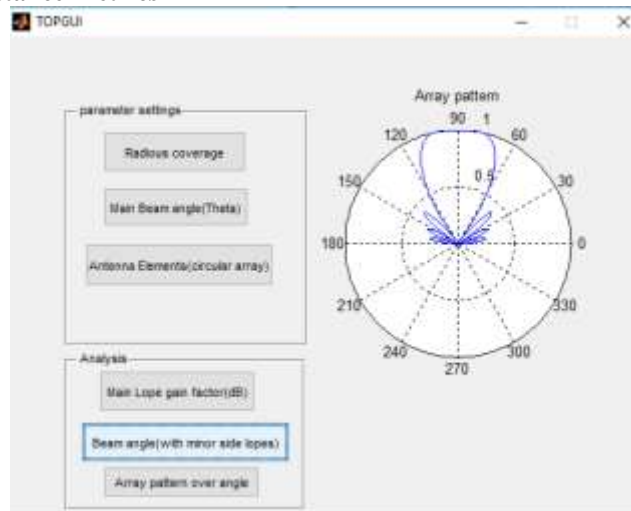 TOPGUI
parameter settings
Radious coverage
Main Beam angle(Theta)
Antenna Elements(circular array)
Analysis
Main Lope gain factor(dB)
Beam angle(with minor side lopes)
Array pattern over angle
Array pattern
90 1
120 60
0.5
150 30
180 0
210 330
240 300
270